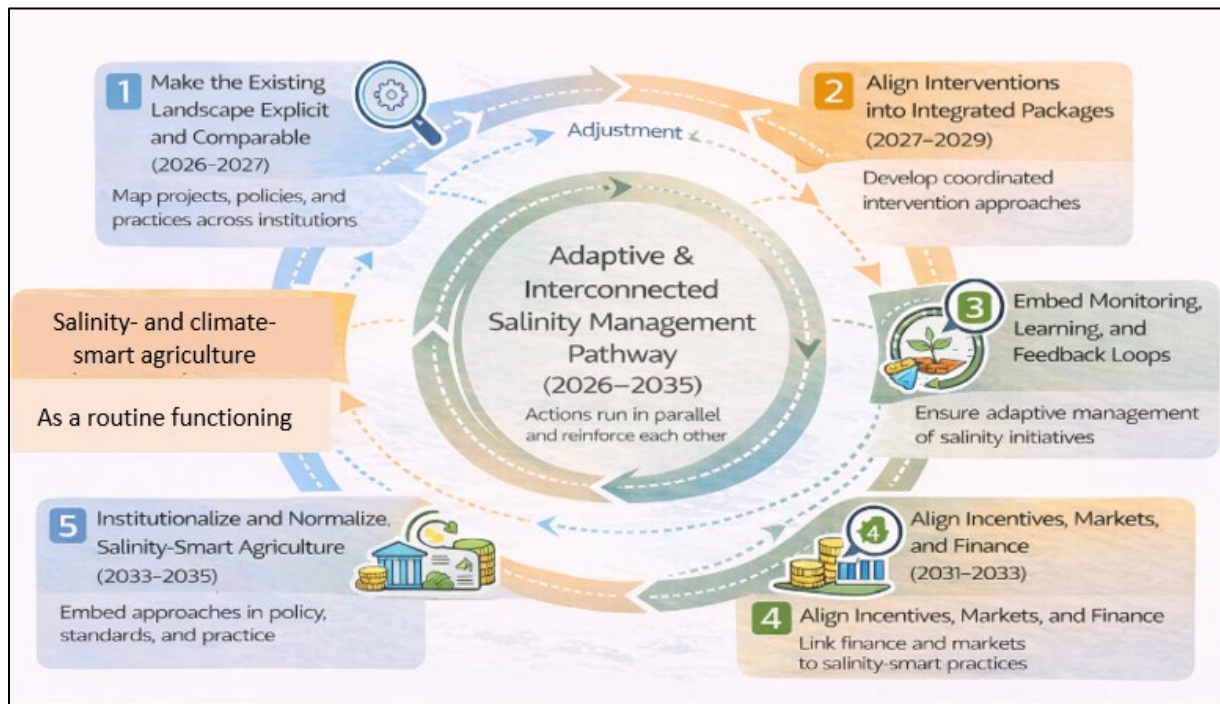 1
Make the Existing
Landscape Explicit
and Comparable
(2026–2027)
Map projects, policies, and
practices across institutions
Adjustment
2
Align Interventions
into Integrated Packages
(2027–2029)
Develop coordinated
intervention approaches
Adaptive &
Interconnected
Salinity Management
Pathway
(2026–2035)
Actions run in parallel
and reinforce each other
3
Embed Monitoring,
Learning, and
Feedback Loops
Ensure adaptive management
of salinity initiatives
4
Align Incentives, Markets,
and Finance
(2031–2033)
4
Align Incentives, Markets, and Finance
Link finance and markets
to salinity-smart practices
5
Institutionalize and Normalize,
Salinity-Smart Agriculture
(2033–2035)
Embed approaches in policy,
standards, and practice
Salinity- and climate-
smart agriculture
As a routine functioning